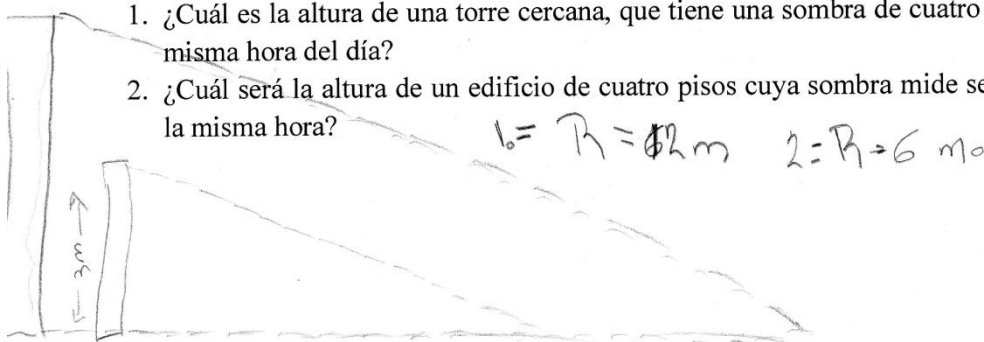 1. ¿Cuál es la altura de una torre cercana, que tiene una sombra de cuatro
misma hora del día?
2. ¿Cuál será la altura de un edificio de cuatro pisos cuya sombra mide se
la misma hora?
1.= R = 12 m 2 = R = 6 m
3m